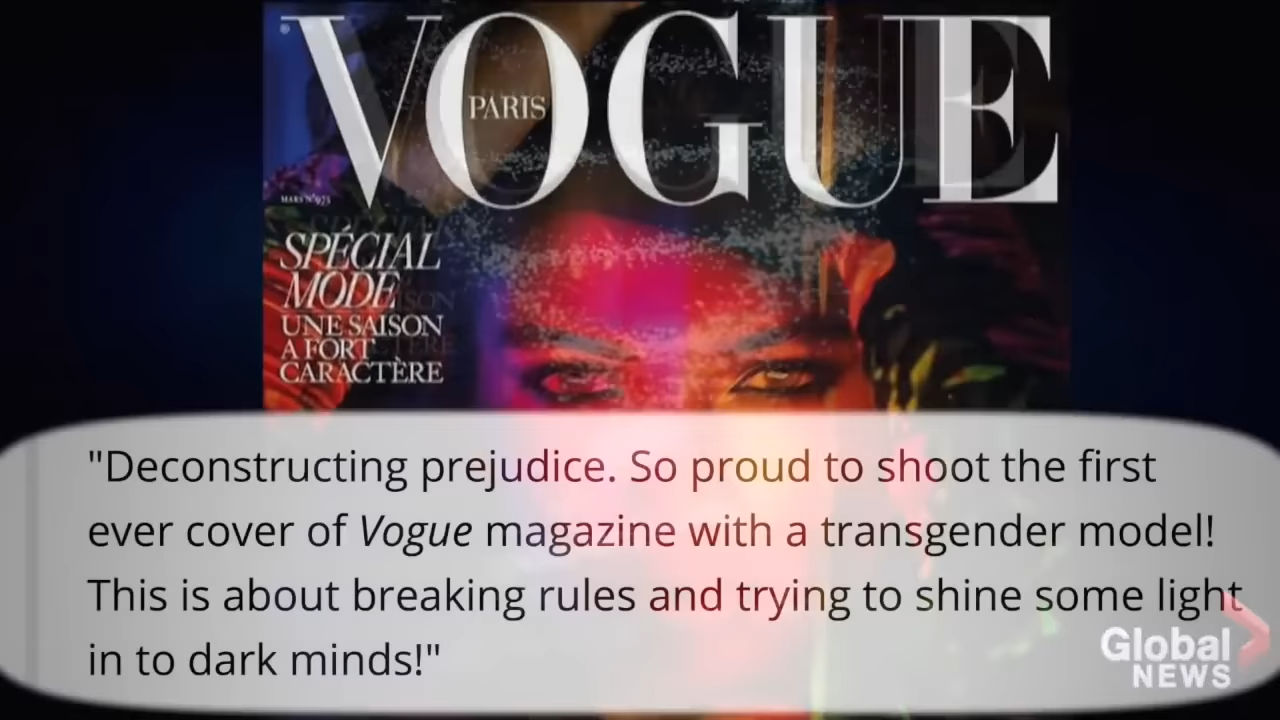 VOGUE
PARIS
MARS N°973
SPÉCIAL
MODE
UNE SAISON
A FORT
CARACTÈRE
"Deconstructing prejudice. So proud to shoot the first
ever cover of Vogue magazine with a transgender model!
This is about breaking rules and trying to shine some light
in to dark minds!"
Global
NEWS